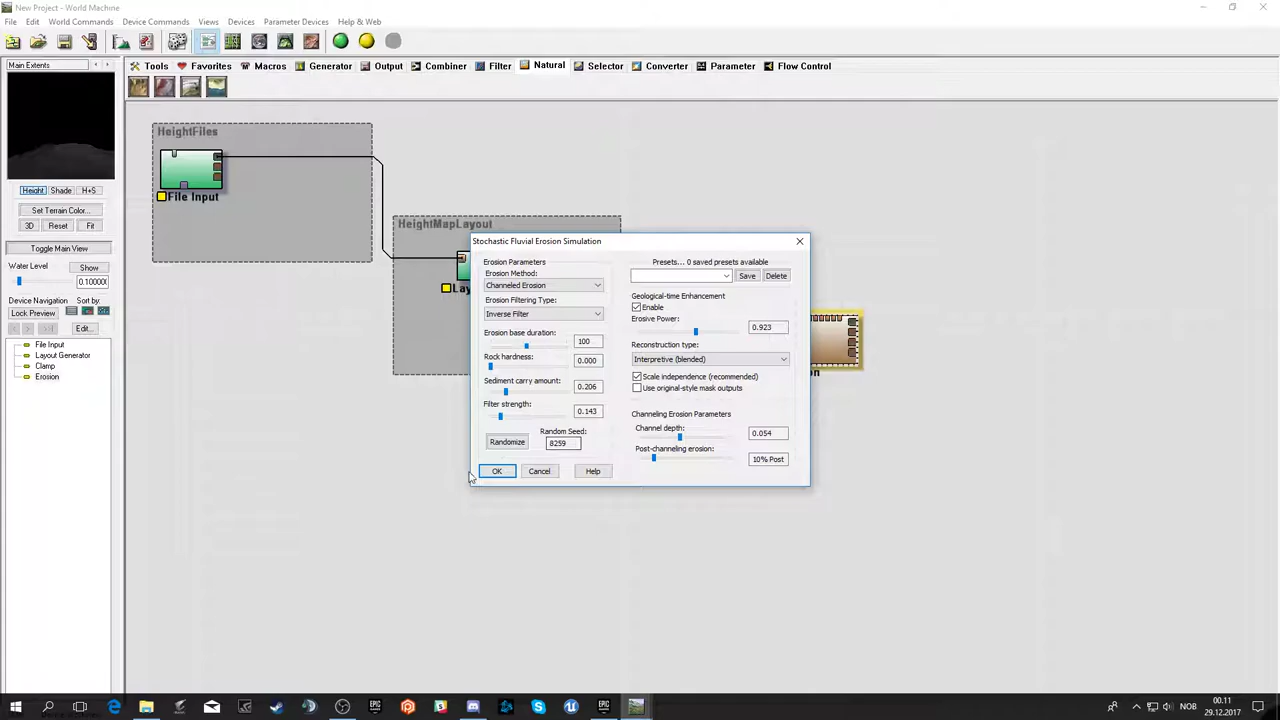 New Project - World Machine
File Edit World Commands Device Commands Views Devices Parameter Devices Help & Web
Main Extents
Tools Favorites Macros Generator Output Combiner Filter Natural Selector Converter Parameter Flow Control
Height Shade H+S
Set Terrain Color...
3D Reset Fit
Toggle Main View
Water Level Show
0.10000(
Device Navigation Sort by:
Lock Preview
Edit...
File Input
Layout Generator
Clamp
Erosion
HeightFiles
File Input
HeightMapLayout
Lay
on
Stochastic Fluvial Erosion Simulation
Erosion Parameters
Erosion Method:
Channeled Erosion
Erosion Filtering Type:
Inverse Filter
Erosion base duration: 100
Rock hardness: 0.000
Sediment carry amount: 0.206
Filter strength: 0.143
Randomize
Random Seed:
8259
OK Cancel Help
Presets... 0 saved presets available
Save Delete
Geological-time Enhancement
Enable
Erosive Power: 0.923
Reconstruction type:
Interpretive (blended)
Scale independence (recommended)
Use original-style mask outputs
Channeling Erosion Parameters
Channel depth: 0.054
Post-channeling erosion: 10% Post
NOB
00.11
29.12.2017